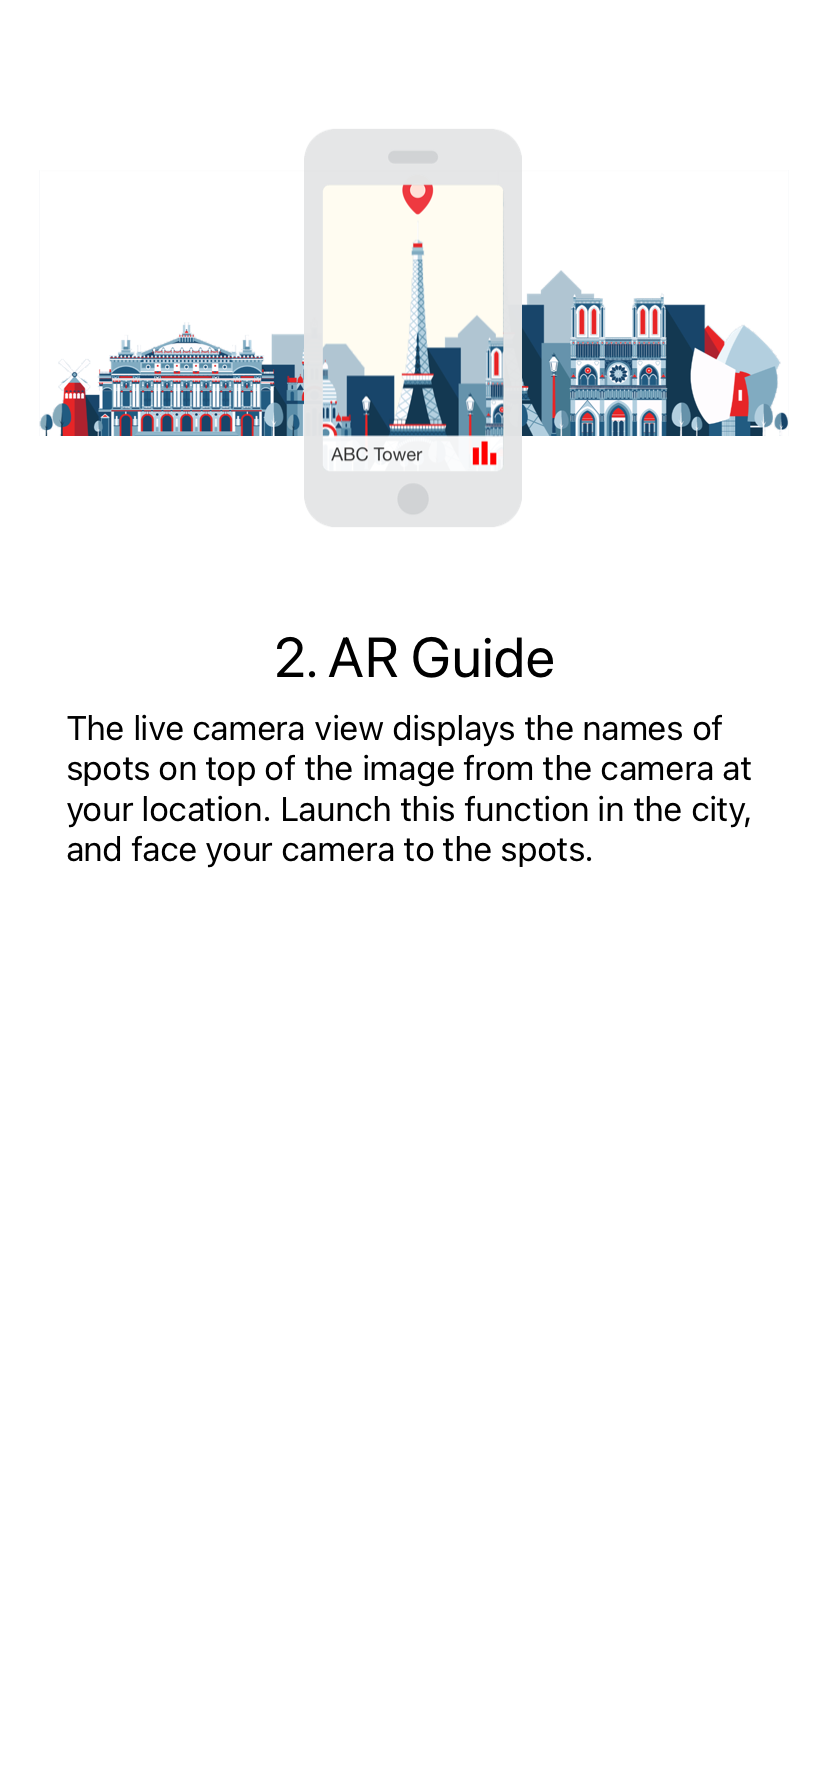 ABC Tower
2. AR Guide
The live camera view displays the names of
spots on top of the image from the camera at
your location. Launch this function in the city,
and face your camera to the spots.